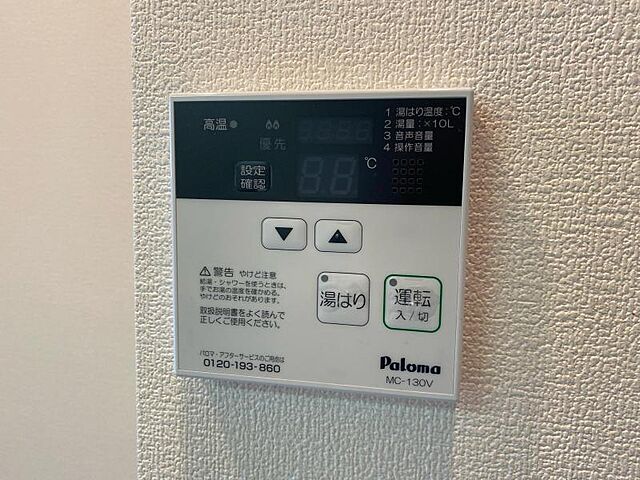 高温
優先
設定
確認
℃
1 湯はり温度:℃
2 湯量:×10L
3 音声音量
4 操作音量
▼ ▲
⚠警告 やけど注意
給湯・シャワーを使うときは、
手でお湯の温度を確かめる。
やけどのおそれがあります。
取扱説明書をよく読んで
正しくご使用ください。
湯はり
運転
入/切
パロマ・アフターサービスのご用命は
0120-193-860
Paloma
MC-130V